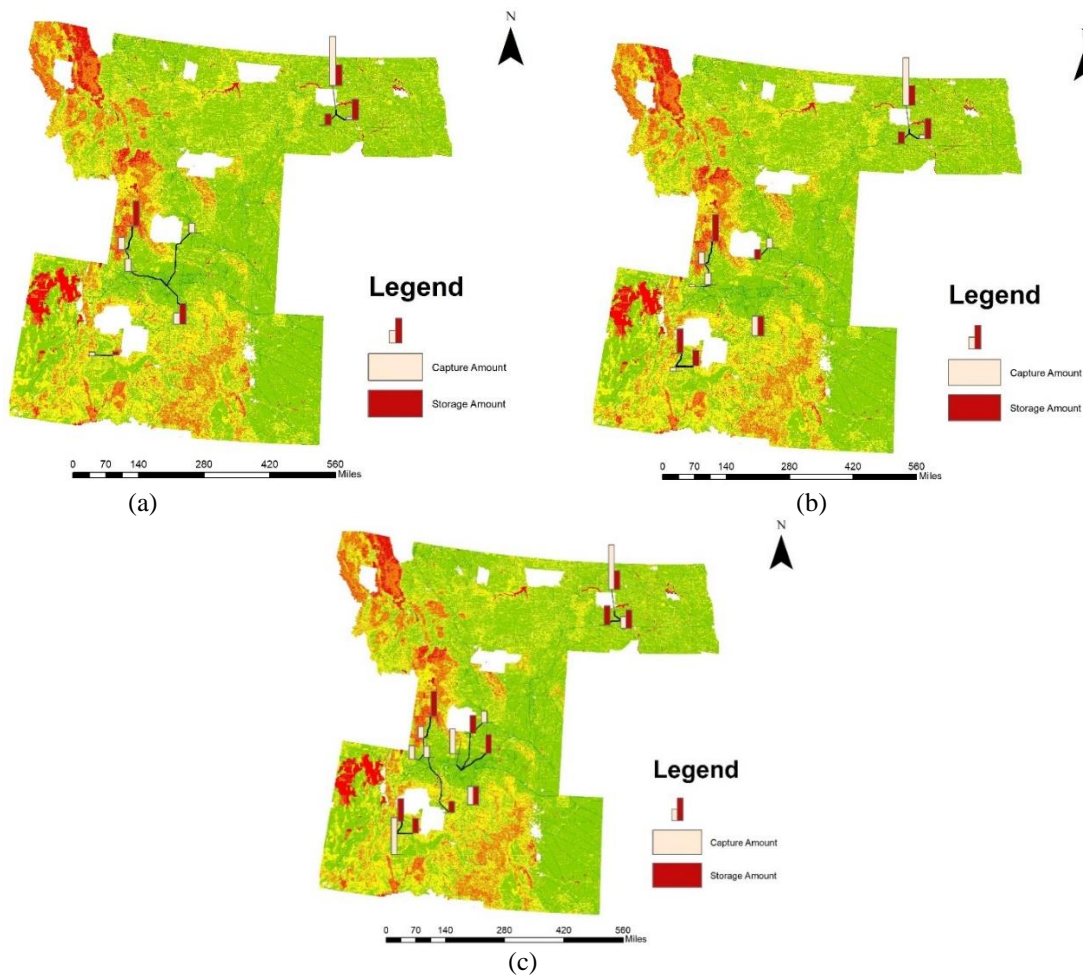 N
Legend
Capture Amount
Storage Amount
0 70 140 280 420 560
Miles
(a)
N
Legend
Capture Amount
Storage Amount
0 70 140 280 420 560
Miles
(b)
N
Legend
Capture Amount
Storage Amount
0 70 140 280 420 560
Miles
(c)